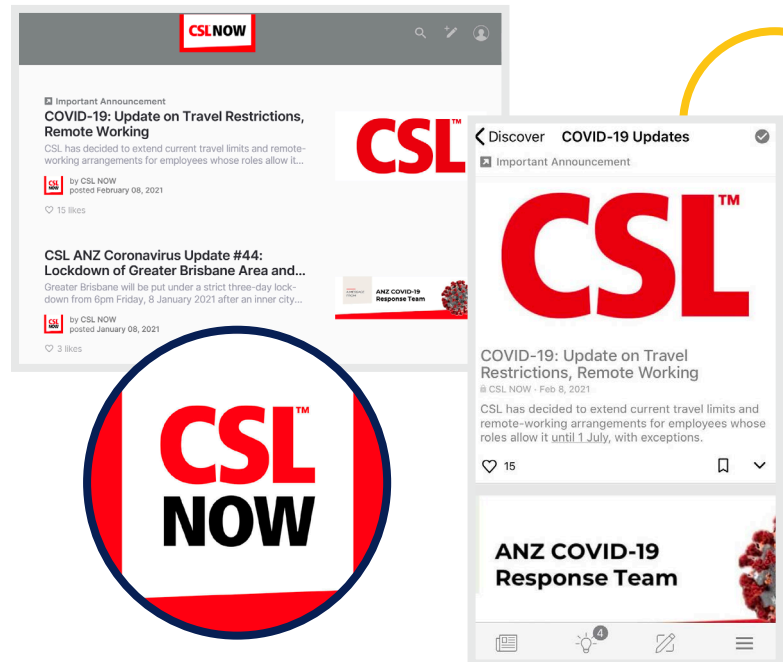 CSL NOW
Important Announcement
COVID-19: Update on Travel Restrictions,
Remote Working
CSL has decided to extend current travel limits and remote-
working arrangements for employees whose roles allow it...
CSL NOW
by CSL NOW
posted February 08, 2021
15 likes
CSL™
CSL ANZ Coronavirus Update #44:
Lockdown of Greater Brisbane Area and...
Greater Brisbane will be put under a strict three-day lock-
down from 6pm Friday, 8 January 2021 after an inner city...
CSL NOW
by CSL NOW
posted January 08, 2021
3 likes
ANZ COVID-19
Response Team
CSL™
NOW
Discover COVID-19 Updates
Important Announcement
CSL™
COVID-19: Update on Travel
Restrictions, Remote Working
CSL NOW · Feb 8, 2021
CSL has decided to extend current travel limits and
remote-working arrangements for employees whose
roles allow it until 1 July, with exceptions.
15
ANZ COVID-19
Response Team
4